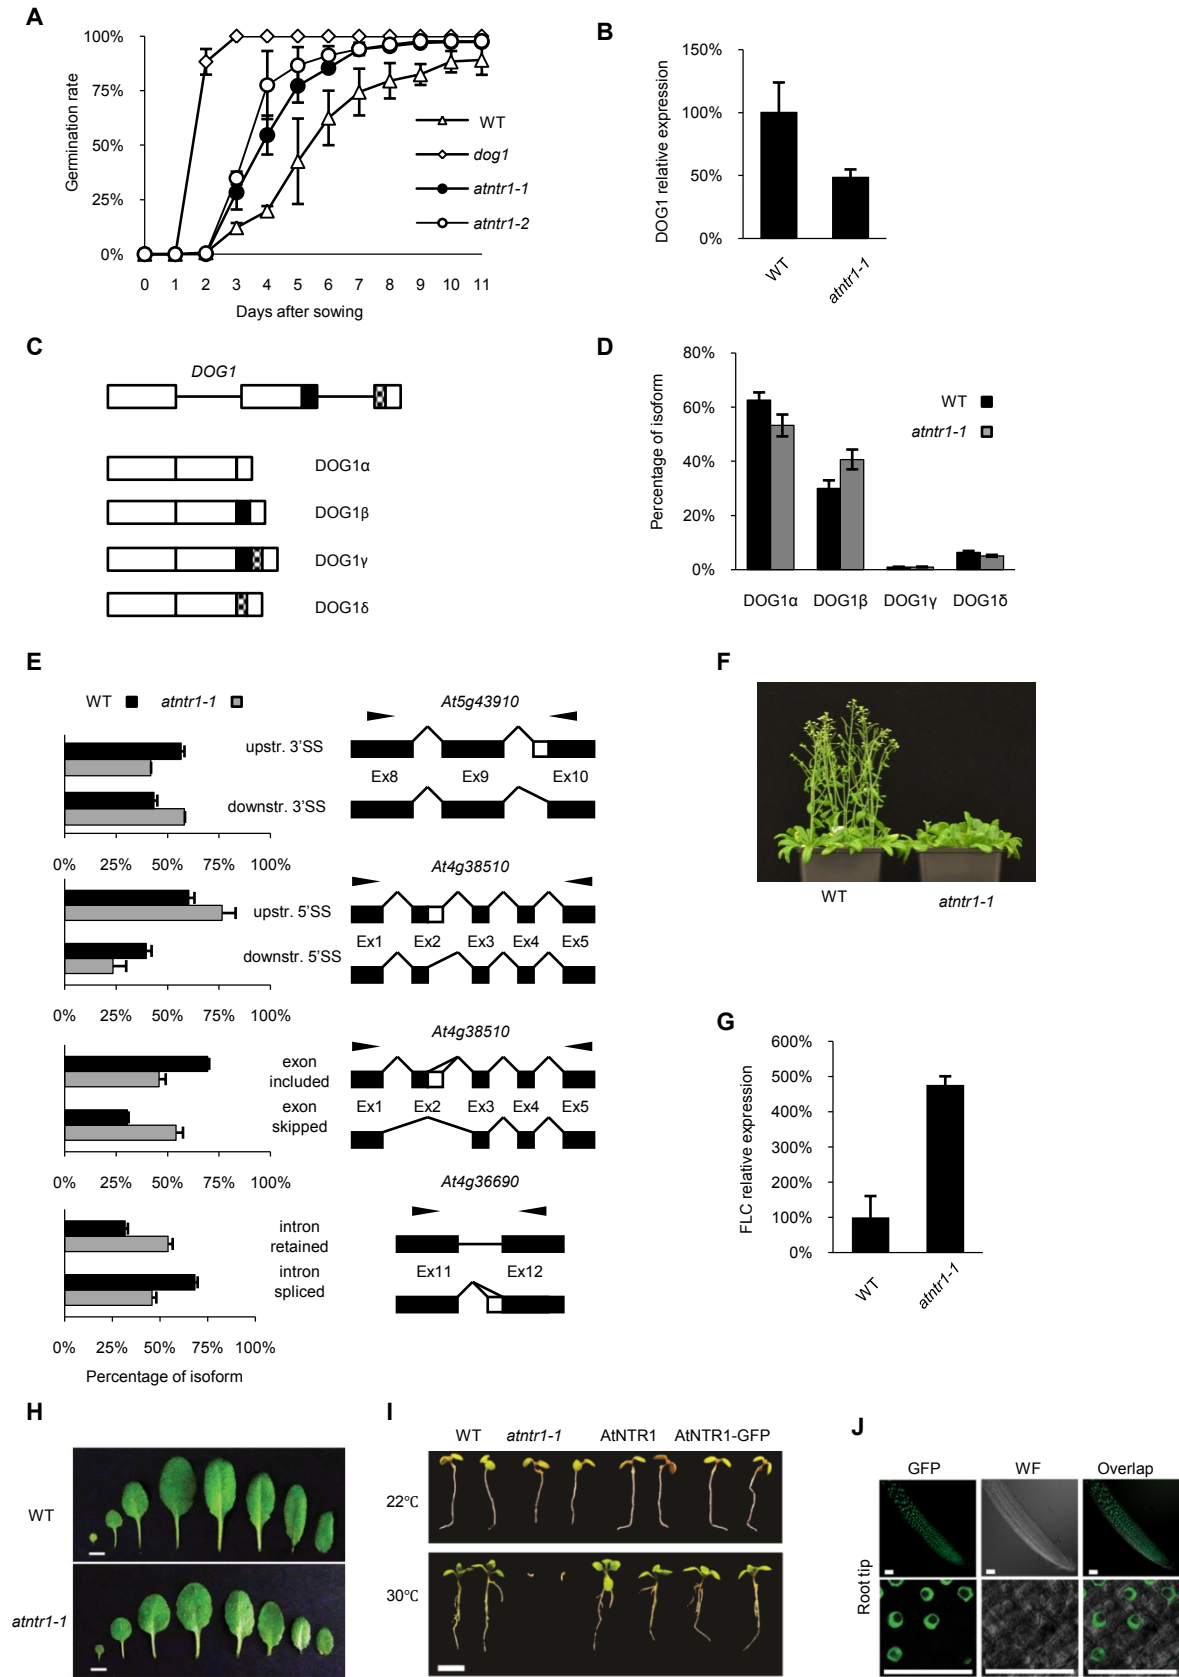 A
100%
75%
50%
25%
0%
Germination rate
0 1 2 3 4 5 6 7 8 9 10 11
Days after sowing
WT
dog1
atntr1-1
atntr1-2
B
150%
100%
50%
0%
DOG1 relative expression
WT
atntr1-1
C
DOG1
DOG1α
DOG1β
DOG1γ
DOG1δ
D
80%
60%
40%
20%
0%
Percentage of isoform
WT
atntr1-1
DOG1α DOG1β DOG1γ DOG1δ
E
WT atntr1-1
upstr. 3'SS
downstr. 3'SS
0% 25% 50% 75% 100%
At5g43910
Ex8 Ex9 Ex10
upstr. 5'SS
downstr. 5'SS
0% 25% 50% 75% 100%
At4g38510
Ex1 Ex2 Ex3 Ex4 Ex5
exon
included
exon
skipped
0% 25% 50% 75% 100%
At4g38510
Ex1 Ex2 Ex3 Ex4 Ex5
intron
retained
intron
spliced
0% 25% 50% 75% 100%
Percentage of isoform
At4g36690
Ex11 Ex12
F
WT atntr1-1
G
600%
500%
400%
300%
200%
100%
0%
FLC relative expression
WT
atntr1-1
H
WT
atntr1-1
I
WT atntr1-1 AtNTR1 AtNTR1-GFP
22°C
30°C
J
GFP WF Overlap
Root tip